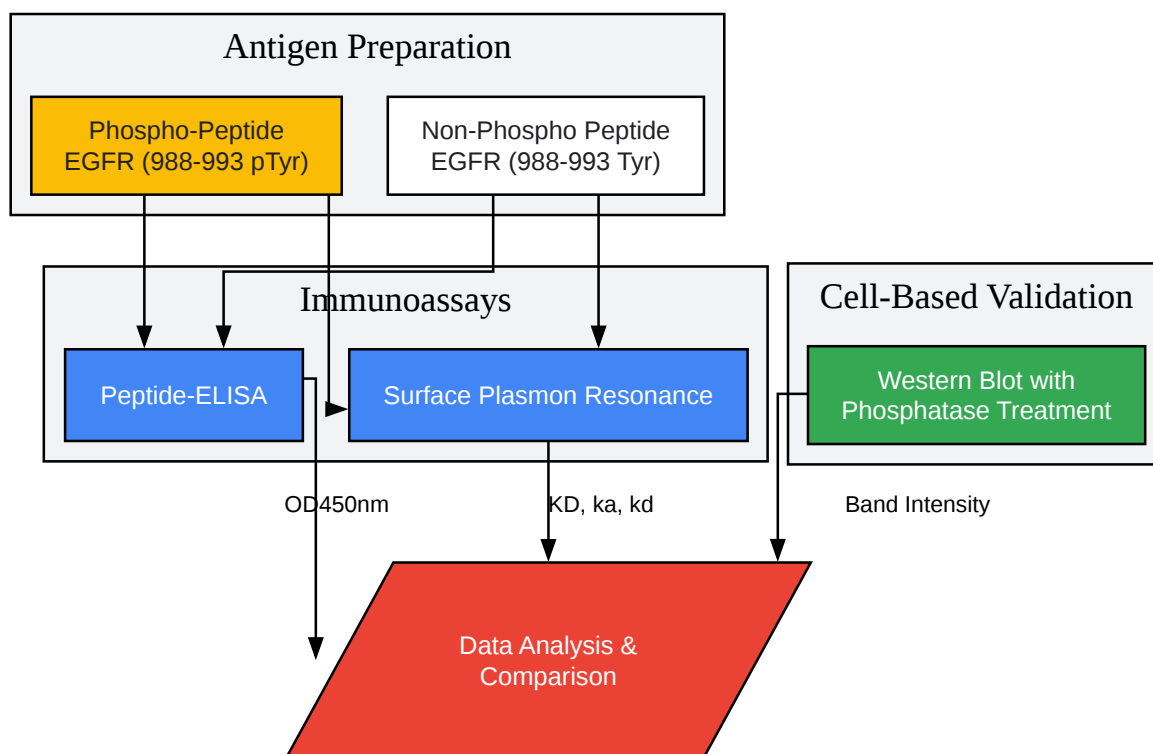 Antigen Preparation
Phospho-Peptide
EGFR (988-993 pTyr)
Non-Phospho Peptide
EGFR (988-993 Tyr)
Immunoassays
Cell-Based Validation
Peptide-ELISA
Surface Plasmon Resonance
Western Blot with
Phosphatase Treatment
OD450nm
KD, ka, kd
Band Intensity
Data Analysis &
Comparison